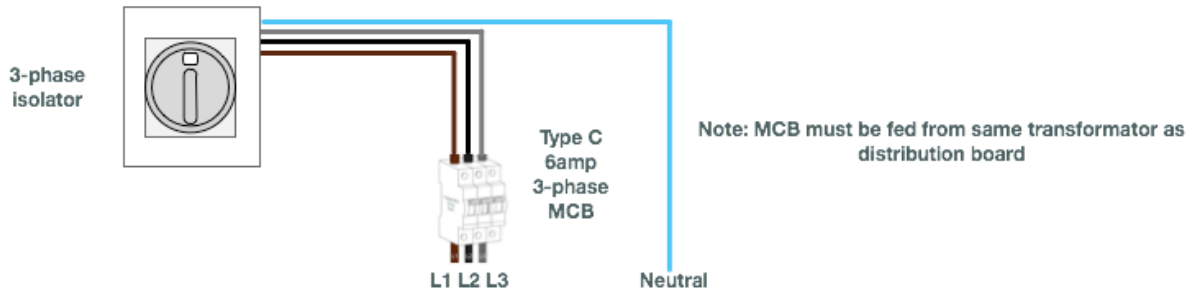 3-phase
isolator
Type C
6amp
3-phase
MCB
Note: MCB must be fed from same transformator as
distribution board
L1 L2 L3
Neutral